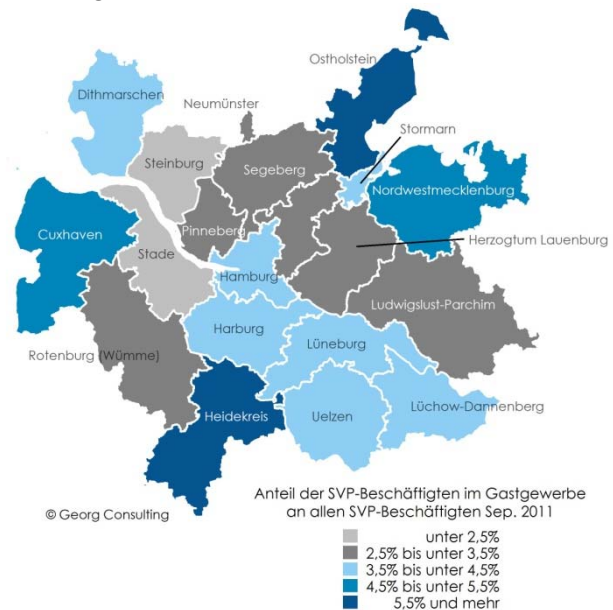 Ostholstein
Dithmarschen
Neumünster
Stormarn
Steinburg
Segeberg
Nordwestmecklenburg
Pinneberg
Cuxhaven
Stade
Herzogtum Lauenburg
Hamburg
Ludwigslust-Parchim
Harburg
Lüneburg
Rotenburg (Wümme)
Heidekreis
Uelzen
Lüchow-Dannenberg
Anteil der SVP-Beschäftigten im Gastgewerbe
an allen SVP-Beschäftigten Sep. 2011
© Georg Consulting
unter 2,5%
2,5% bis unter 3,5%
3,5% bis unter 4,5%
4,5% bis unter 5,5%
5,5% und mehr